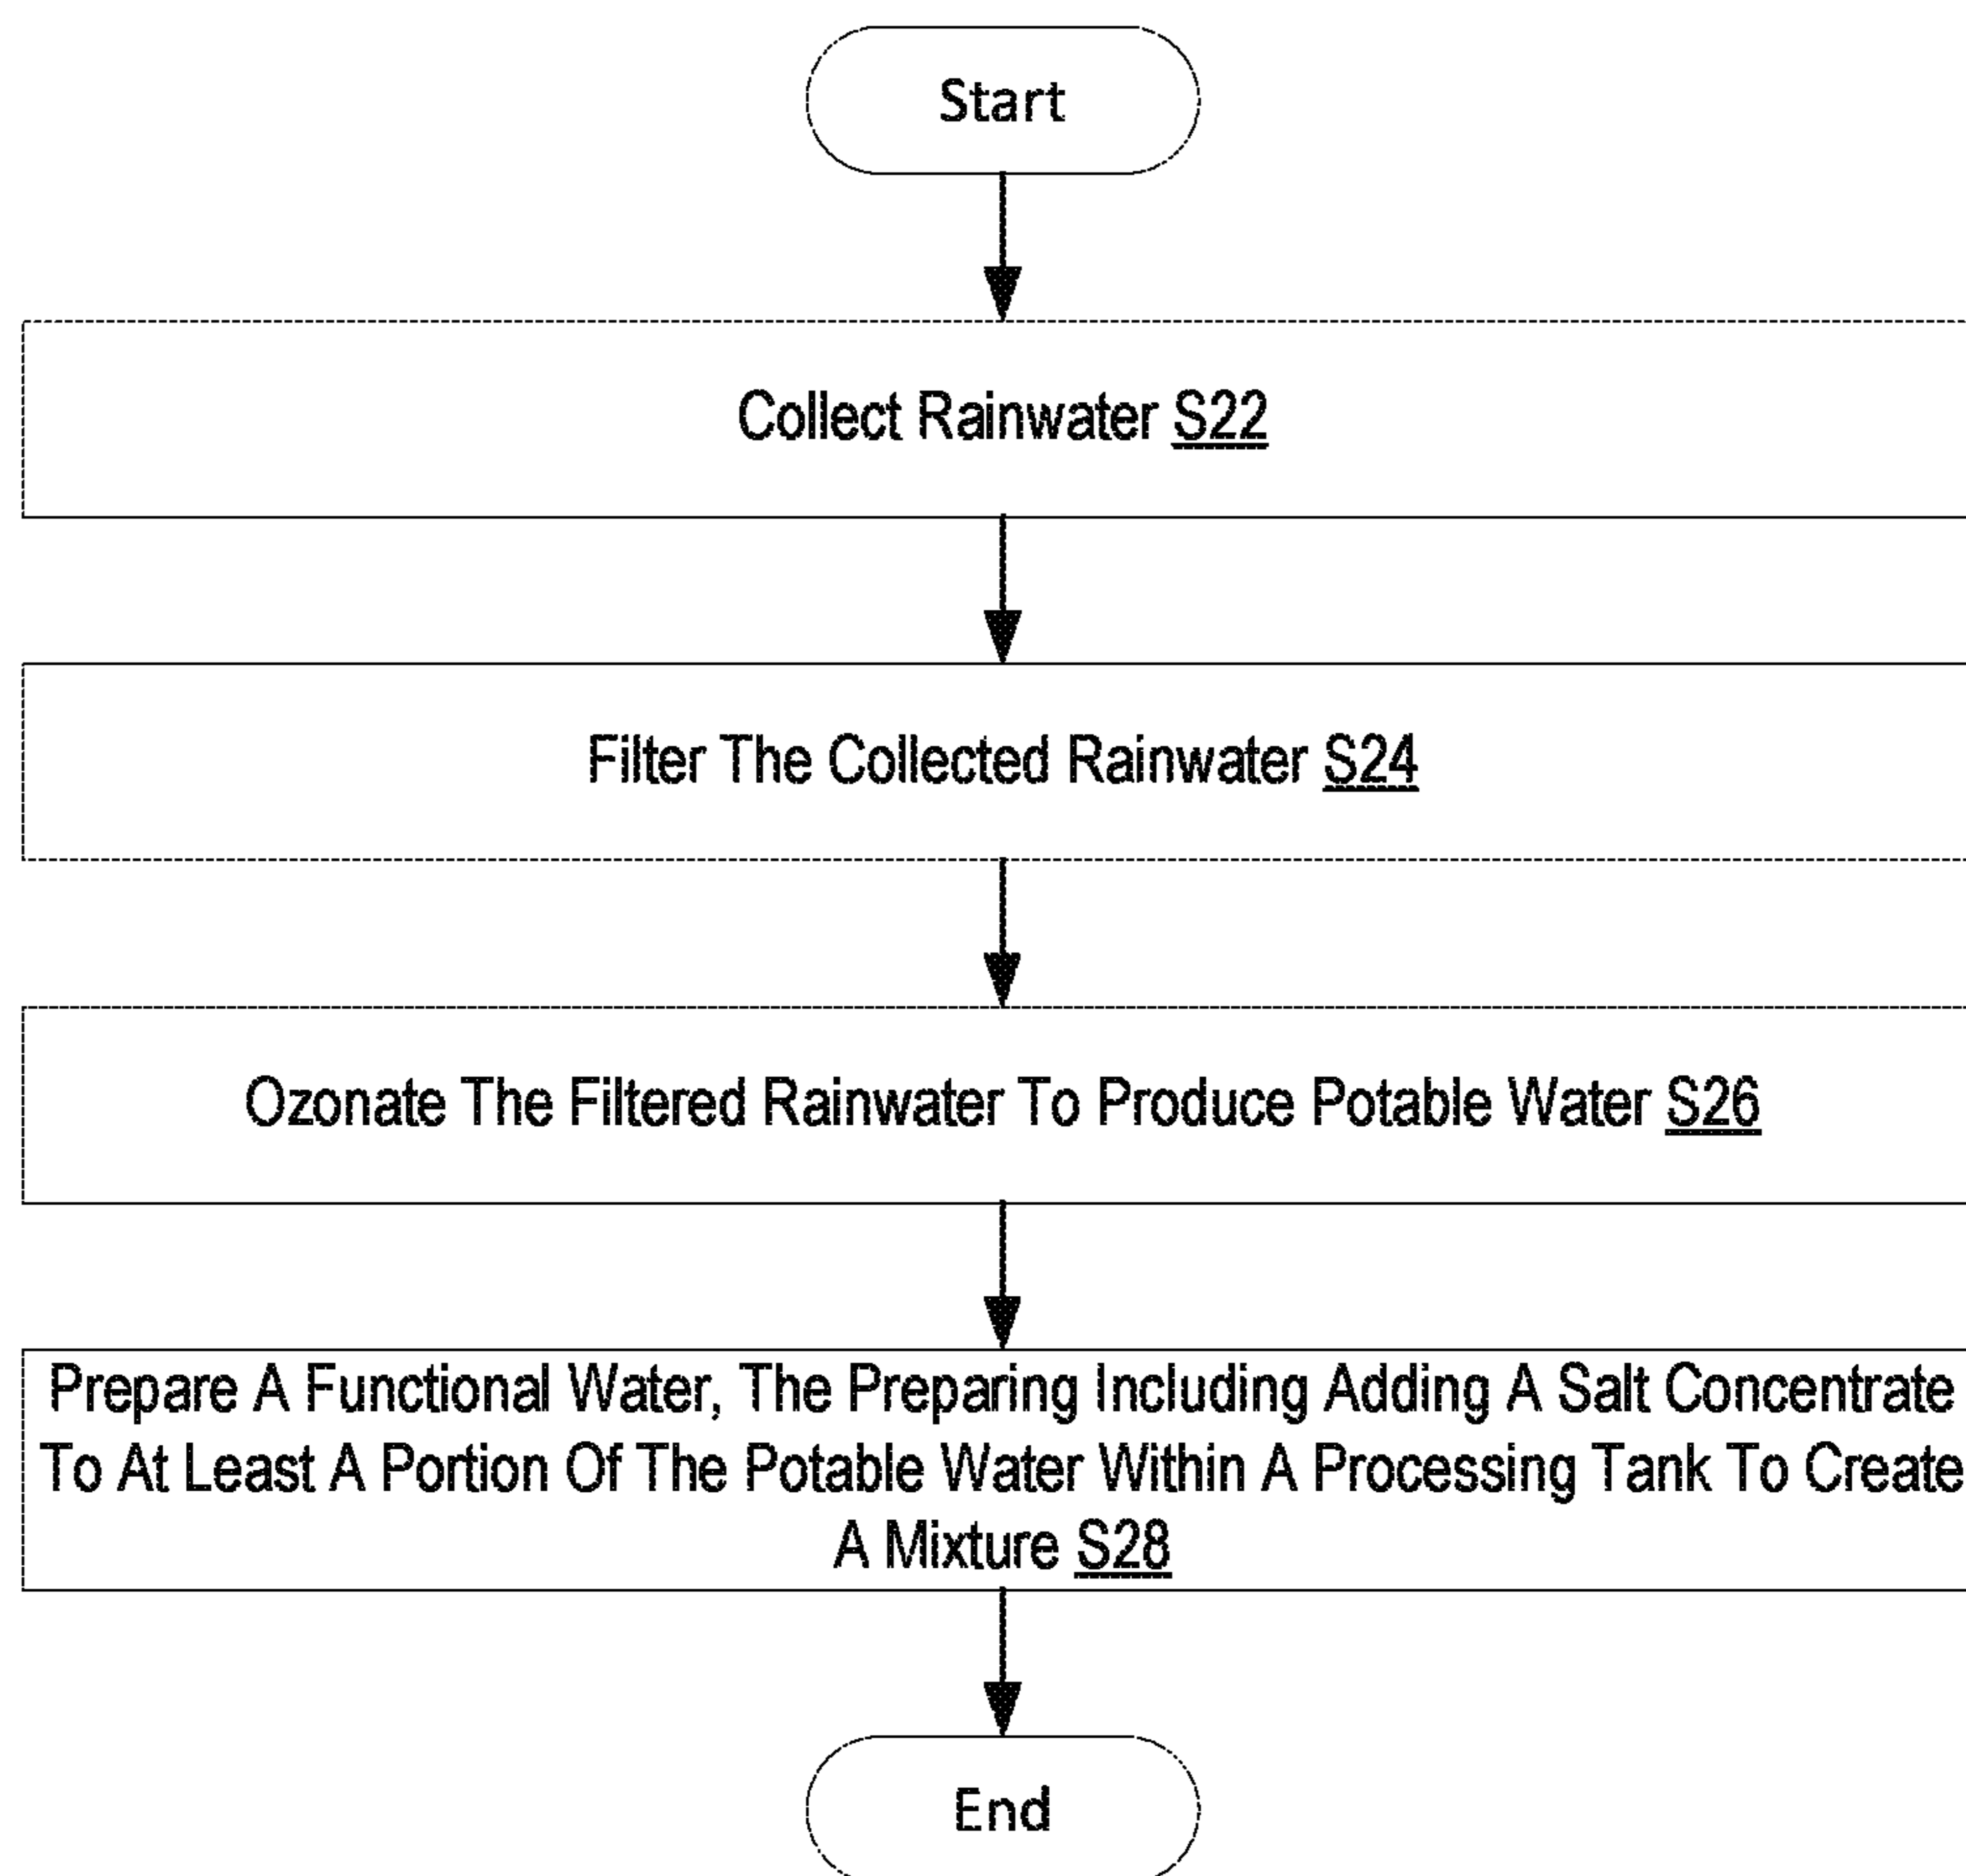 Start
Collect Rainwater S22
Filter The Collected Rainwater S24
Ozonate The Filtered Rainwater To Produce Potable Water S26
Prepare A Functional Water, The Preparing Including Adding A Salt Concentrate
To At Least A Portion Of The Potable Water Within A Processing Tank To Create
A Mixture S28
End